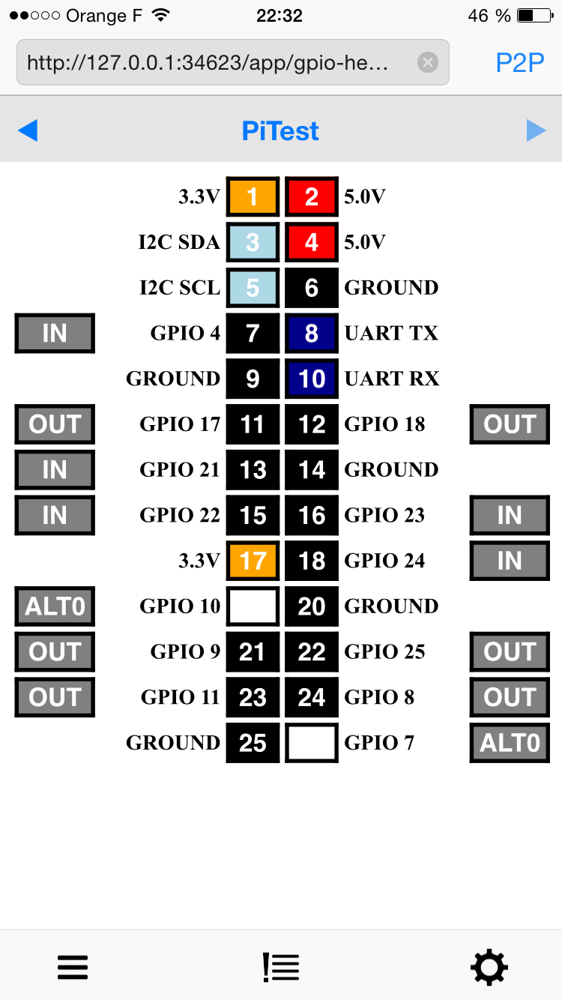 Orange F 22:32 46 %
http://127.0.0.1:34623/app/gpio-he... P2P
PiTest
3.3V 1 2 5.0V
I2C SDA 3 4 5.0V
I2C SCL 5 6 GROUND
IN GPIO 4 7 8 UART TX
GROUND 9 10 UART RX
OUT GPIO 17 11 12 GPIO 18 OUT
IN GPIO 21 13 14 GROUND
IN GPIO 22 15 16 GPIO 23 IN
3.3V 17 18 GPIO 24 IN
ALT0 GPIO 10 20 GROUND
OUT GPIO 9 21 22 GPIO 25 OUT
OUT GPIO 11 23 24 GPIO 8 OUT
GROUND 25 GPIO 7 ALT0